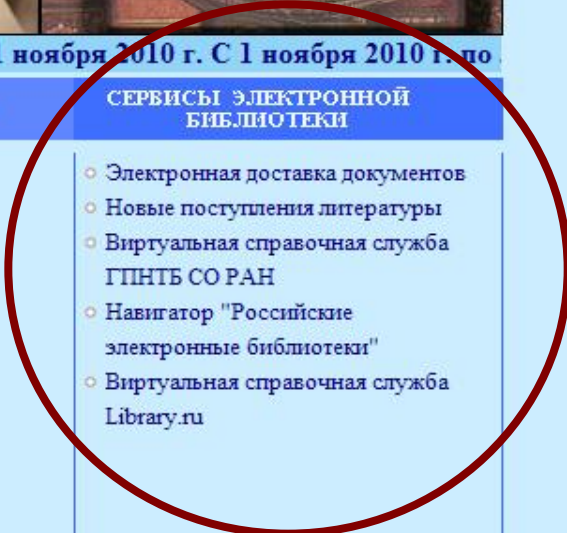 ноября 2010 г. С 1 ноября 2010 г. по
СЕРВИСЫ ЭЛЕКТРОННОЙ
БИБЛИОТЕКИ
Электронная доставка документов
Новые поступления литературы
Виртуальная справочная служба
ГПНТБ СО РАН
Навигатор "Российские
электронные библиотеки"
Виртуальная справочная служба
Library.ru